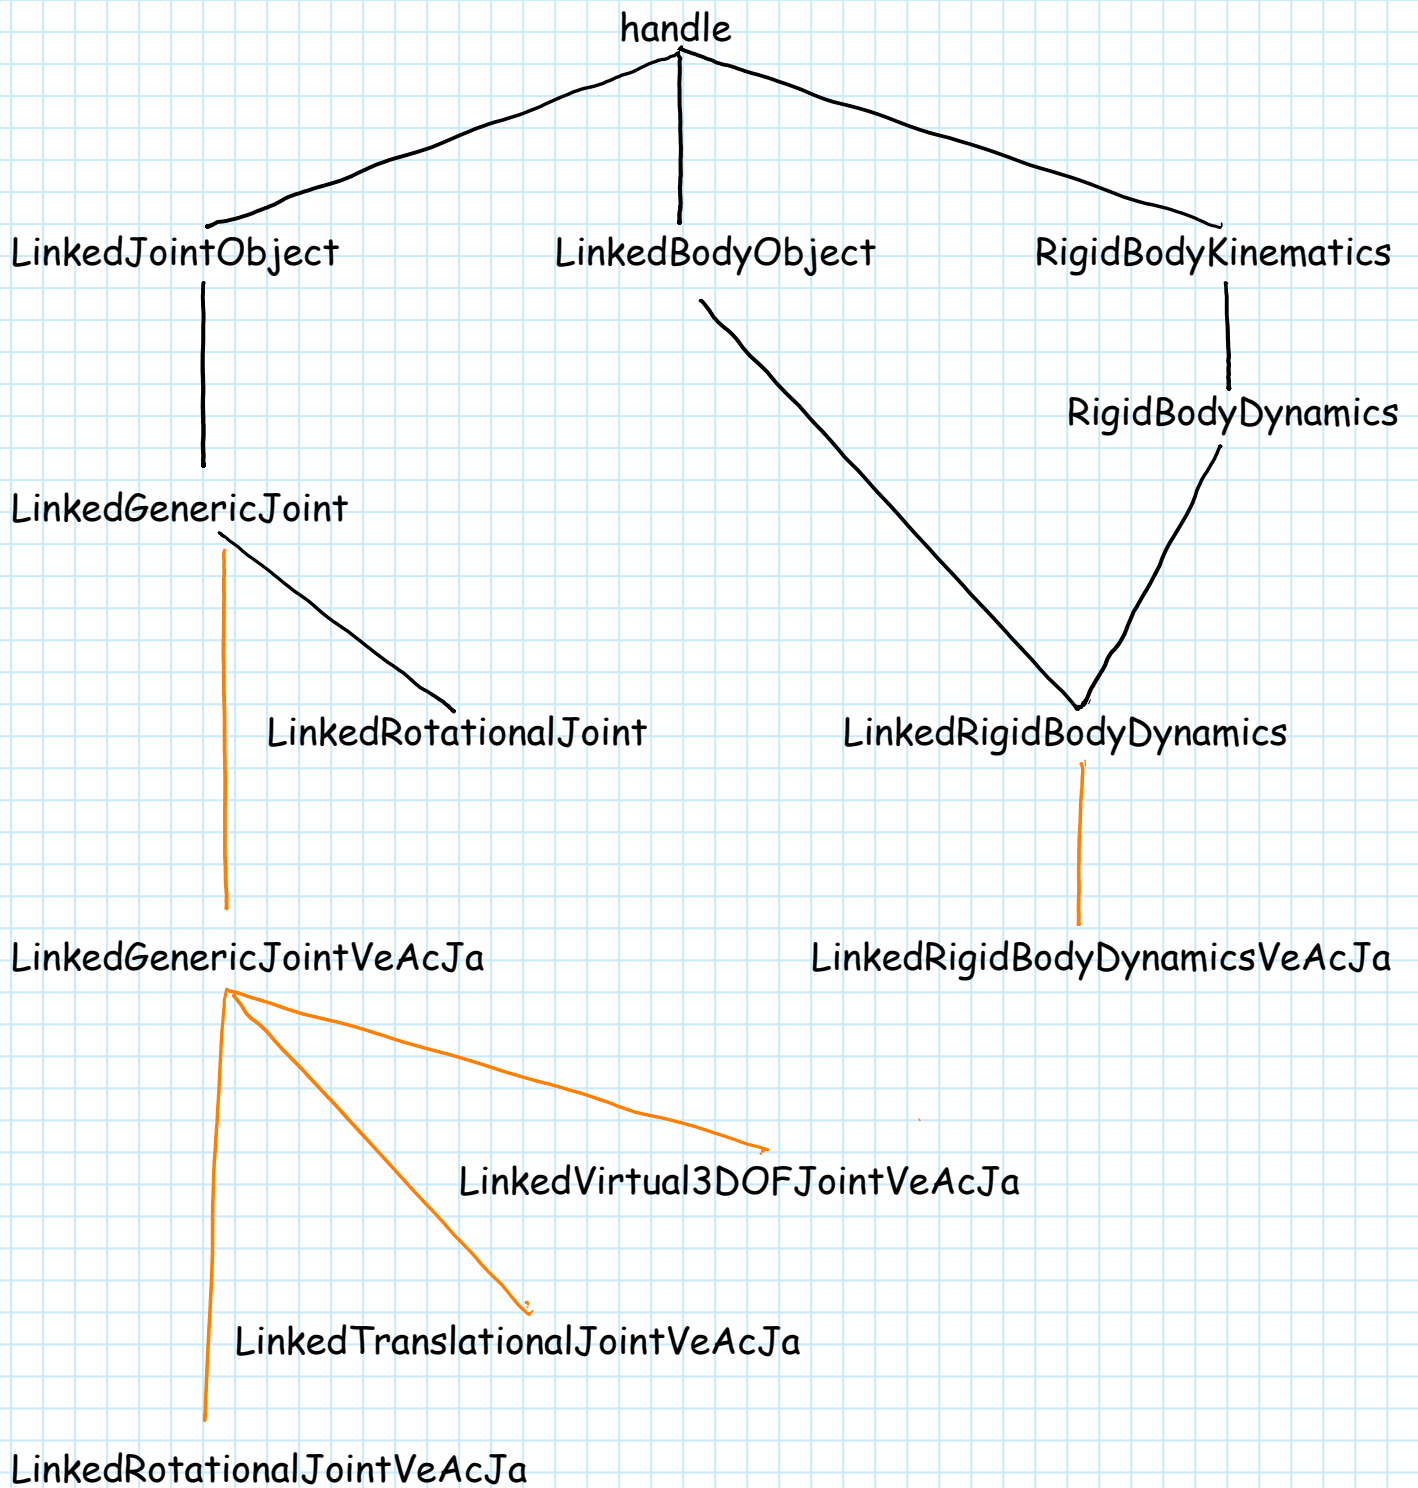 handle
LinkedJointObject
LinkedBodyObject
RigidBodyKinematics
RigidBodyDynamics
LinkedGenericJoint
LinkedRotationalJoint
LinkedRigidBodyDynamics
LinkedGenericJointVeAcJa
LinkedRigidBodyDynamicsVeAcJa
LinkedVirtual3DOFJointVeAcJa
LinkedTranslationalJointVeAcJa
LinkedRotationalJointVeAcJa